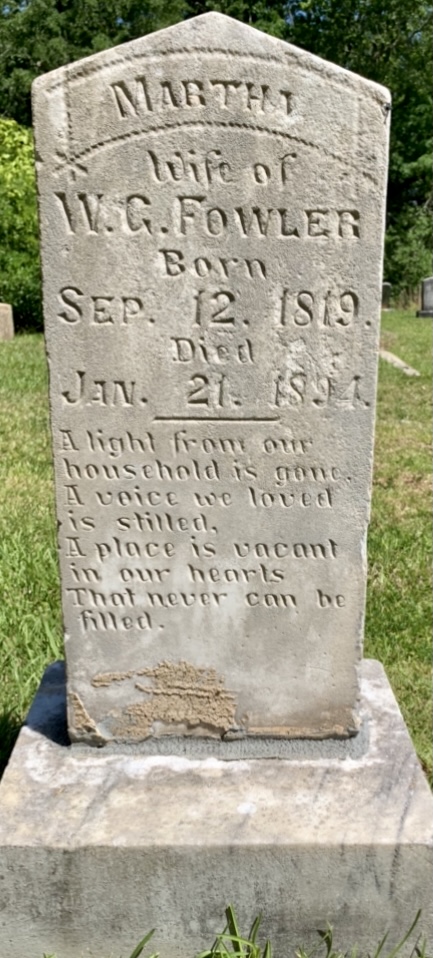 MARTHA
Wife of
W. G. FOWLER
Born
SEP. 12. 1819.
Died
JAN. 21. 1894.
A light from our
household is gone.
A voice we loved
is stilled,
A place is vacant
in our hearts
That never can be
filled.